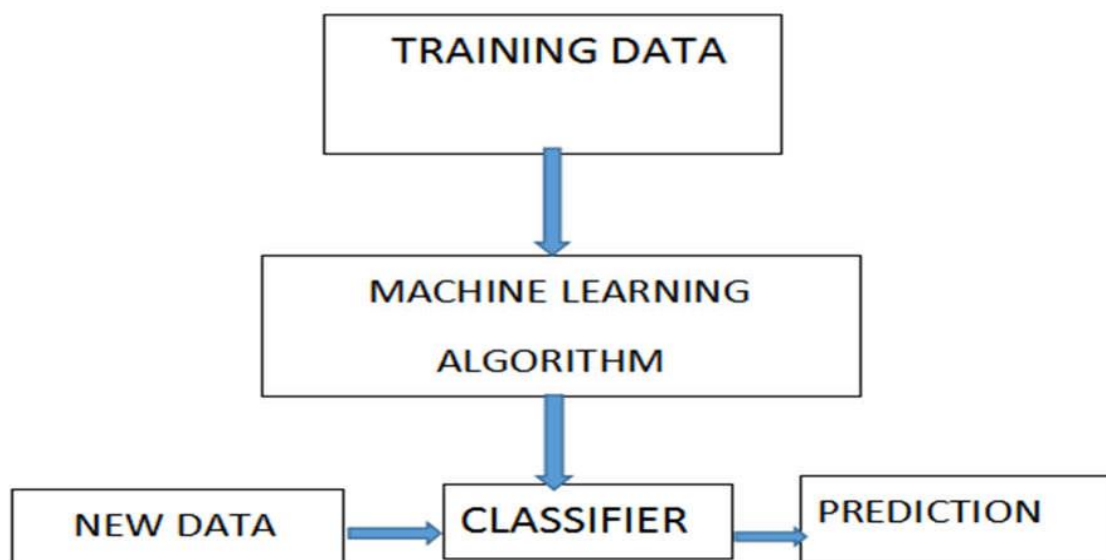 TRAINING DATA
MACHINE LEARNING
ALGORITHM
NEW DATA
CLASSIFIER
PREDICTION